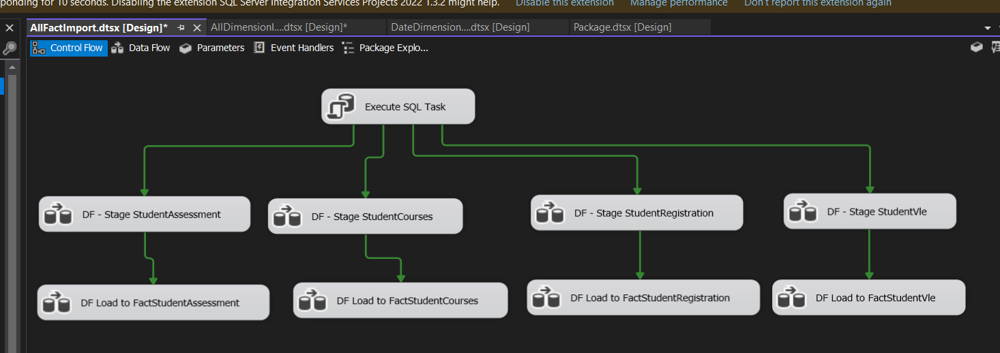 ponding for 10 seconds. Disabling the extension SQL Server Integration Services Projects 2022 1.3.2 might help. Disable this extension Manage performance Don't report this extension again
AllFactImport.dtsx [Design]* AllDimensionI....dtsx [Design]* DateDimension....dtsx [Design] Package.dtsx [Design]
Control Flow Data Flow Parameters Event Handlers Package Explo...
Execute SQL Task
DF - Stage StudentAssessment DF - Stage StudentCourses DF - Stage StudentRegistration DF - Stage StudentVle
DF Load to FactStudentAssessment DF Load to FactStudentCourses DF Load to FactStudentRegistration DF Load to FactStudentVle